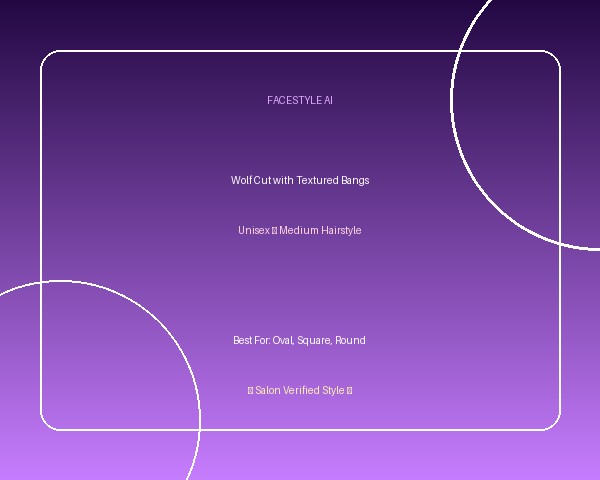 FACESTYLE AI
Wolf Cut with Textured Bangs
Unisex Medium Hairstyle
Best For: Oval, Square, Round
Salon Verified Style